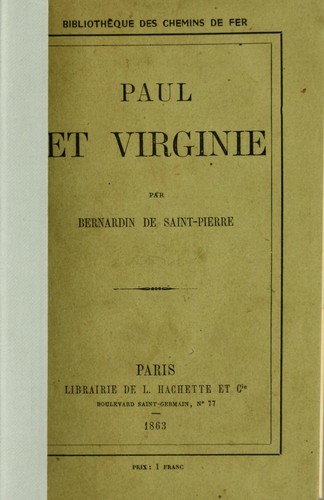 BIBLIOTHÈQUE DES CHEMINS DE FER
PAUL
ET VIRGINIE
PAR
BERNARDIN DE SAINT-PIERRE
PARIS
LIBRAIRIE DE L. HACHETTE ET Cie
BOULEVARD SAINT-GERMAIN, N° 77
1863
PRIX : 1 FRANC